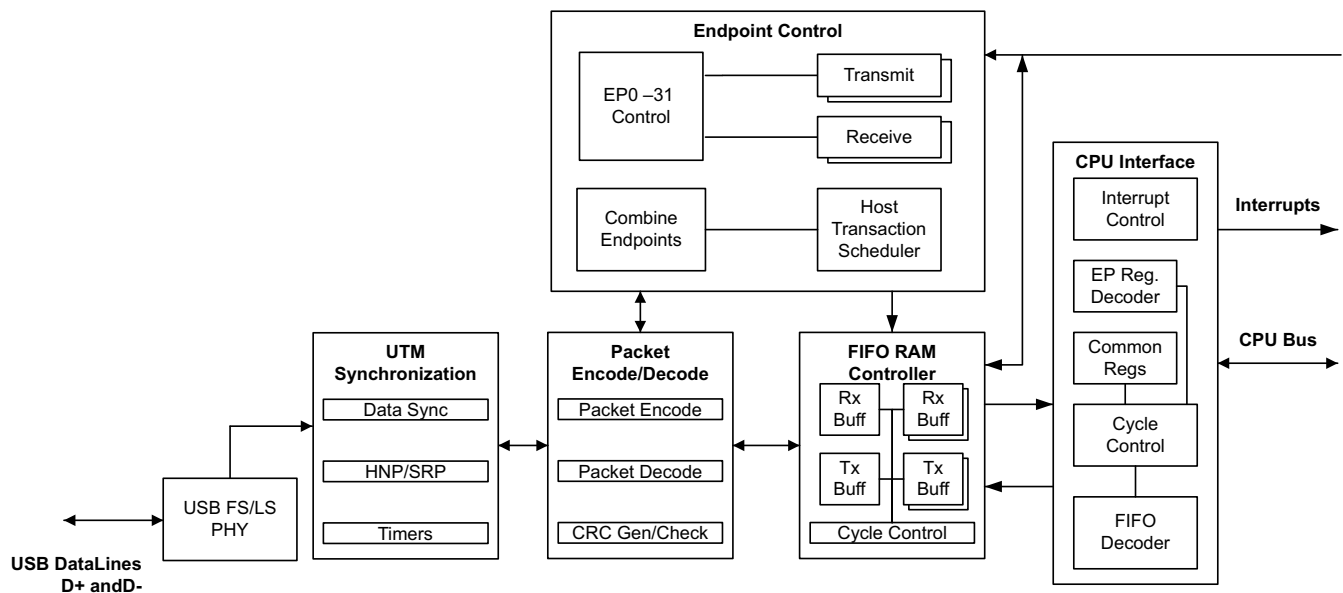 Endpoint Control
EP0 –31
Control
Transmit
Receive
Combine
Endpoints
Host
Transaction
Scheduler
CPU Interface
Interrupt
Control
Interrupts
EP Reg.
Decoder
Common
Regs
CPU Bus
Cycle
Control
FIFO
Decoder
UTM
Synchronization
Data Sync
HNP/SRP
Timers
Packet
Encode/Decode
Packet Encode
Packet Decode
CRC Gen/Check
FIFO RAM
Controller
Rx
Buff
Rx
Buff
Tx
Buff
Tx
Buff
Cycle Control
USB FS/LS
PHY
USB DataLines
D+ andD-